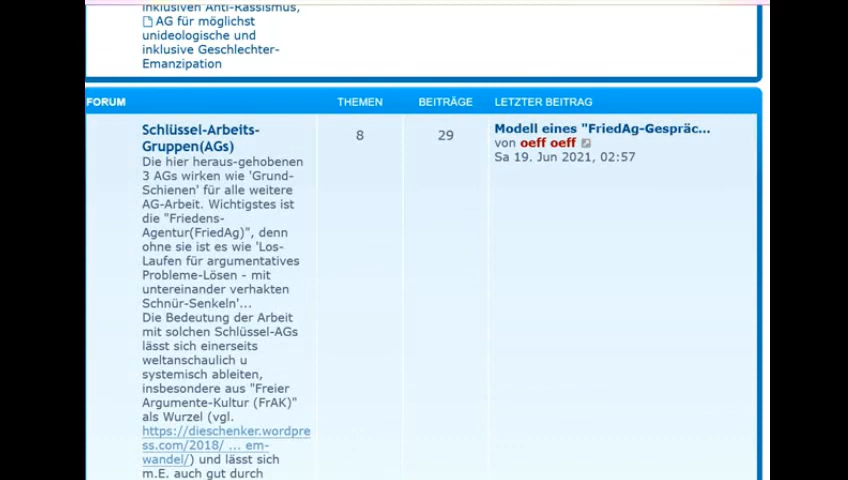 inklusiven Anti-Rassismus,
AG für möglichst
unideologische und
inklusive Geschlechter-
Emanzipation
FORUM THEMEN BEITRÄGE LETZTER BEITRAG
Schlüssel-Arbeits-
Gruppen(AGs)
Die hier heraus-gehobenen
3 AGs wirken wie 'Grund-
Schienen' für alle weitere
AG-Arbeit. Wichtigstes ist
die "Friedens-
Agentur(FriedAg)", denn
ohne sie ist es wie 'Los-
Laufen für argumentatives
Probleme-Lösen - mit
untereinander verhakten
Schnür-Senkeln'...
Die Bedeutung der Arbeit
mit solchen Schlüssel-AGs
lässt sich einerseits
weltanschaulich u
systemisch ableiten,
insbesondere aus "Freier
Argumente-Kultur (FrAK)"
als Wurzel (vgl.
https://dieschenker.wordpre
ss.com/2018/ ... em-
wandel/) und lässt sich
m.E. auch gut durch
8
29
Modell eines "FriedAg-Gespräc...
von oeff oeff
Sa 19. Jun 2021, 02:57